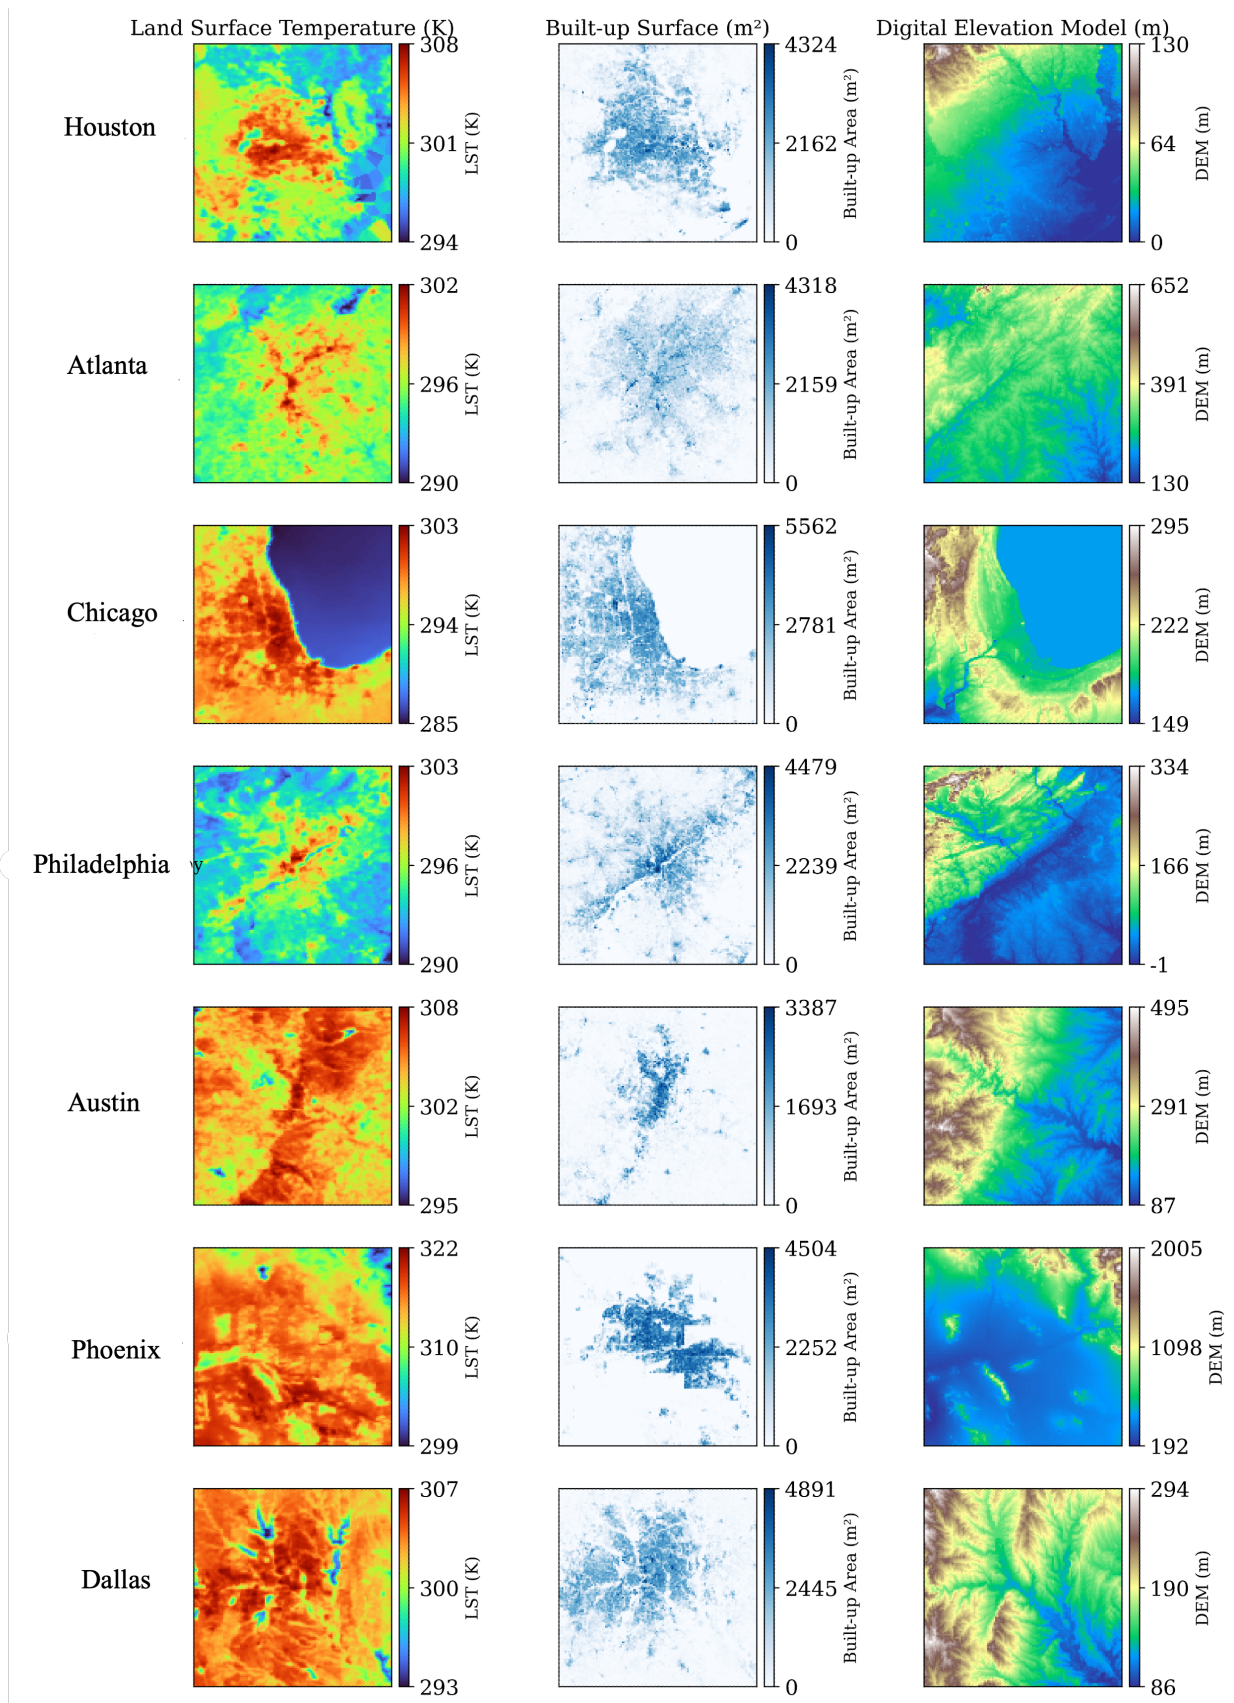 Land Surface Temperature (K)
Built-up Surface (m²)
Digital Elevation Model (m)
Houston
308
301
294
LST (K)
4324
2162
0
Built-up Area (m²)
130
64
0
DEM (m)
Atlanta
302
296
290
LST (K)
4318
2159
0
Built-up Area (m²)
652
391
130
DEM (m)
Chicago
303
294
285
LST (K)
5562
2781
0
Built-up Area (m²)
295
222
149
DEM (m)
Philadelphia
y
303
296
290
LST (K)
4479
2239
0
Built-up Area (m²)
334
166
-1
DEM (m)
Austin
308
302
295
LST (K)
3387
1693
0
Built-up Area (m²)
495
291
87
DEM (m)
Phoenix
322
310
299
LST (K)
4504
2252
0
Built-up Area (m²)
2005
1098
192
DEM (m)
Dallas
307
300
293
LST (K)
4891
2445
0
Built-up Area (m²)
294
190
86
DEM (m)